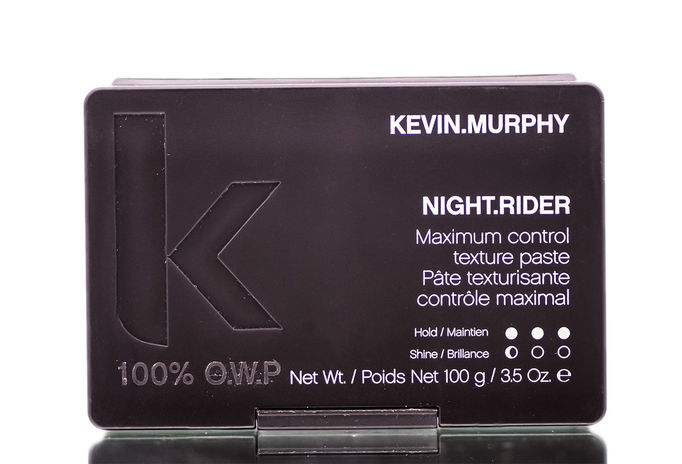 k
KEVIN.MURPHY
NIGHT.RIDER
Maximum control
texture paste
Pâte texturisante
contrôle maximal
Hold / Maintien
Shine / Brillance
100% O.W.P
Net Wt. / Poids Net 100 g / 3.5 Oz. ℮